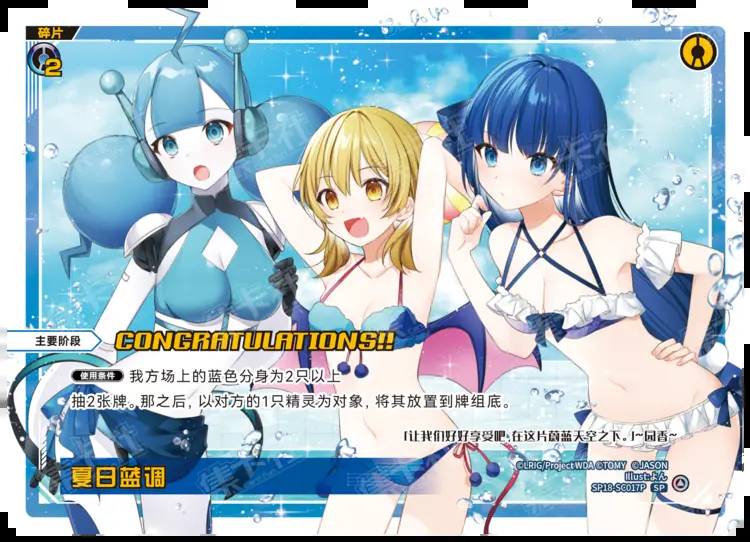 碎片
2
主要阶段
CONGRATULATIONS!!
使用条件 我方场上的蓝色分身为2只以上
抽2张牌。那之后，以对方的1只精灵为对象，将其放置到牌组底。
「让我们好好享受吧，在这片蔚蓝天空之下。」~园香~
夏日蓝调
©LRIG/ProjectWDA ©TOMY ©JASON
Illust:よん
SP18-SC017P SP